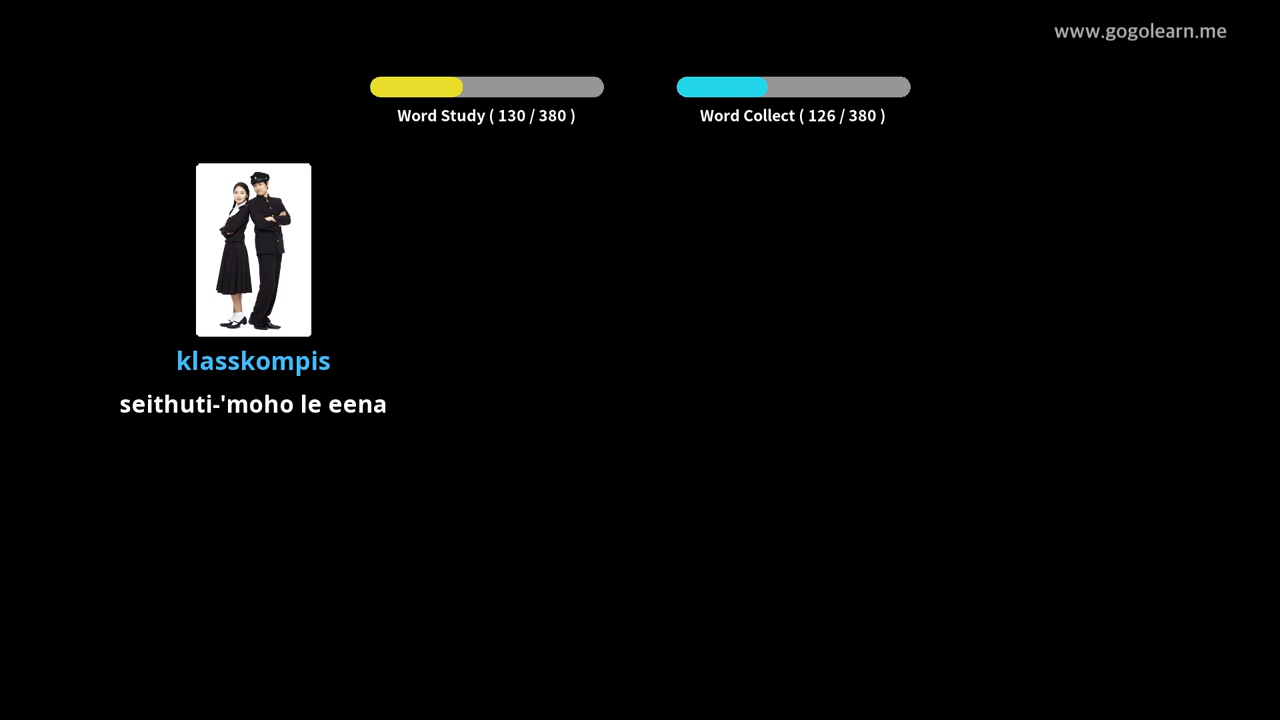 www.gogolearn.me
Word Study ( 130 / 380 )
Word Collect ( 126 / 380 )
klasskompis
seithuti-'moho le eena